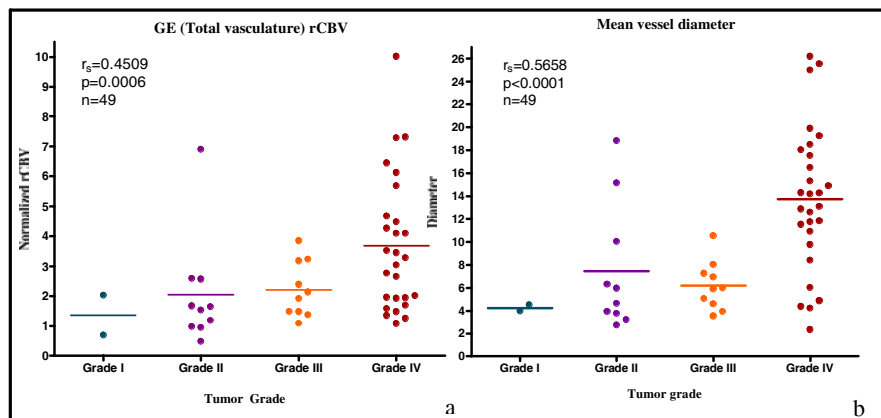 GE (Total vasculature) rCBV
rs=0.4509
p=0.0006
n=49
Normalized rCBV
10
9
8
7
6
5
4
3
2
1
0
Grade I Grade II Grade III Grade IV
Tumor Grade
a
Mean vessel diameter
rs=0.5658
p<0.0001
n=49
Diameter
26
24
22
20
18
16
14
12
10
8
6
4
2
0
Grade I Grade II Grade III Grade IV
Tumor grade
b